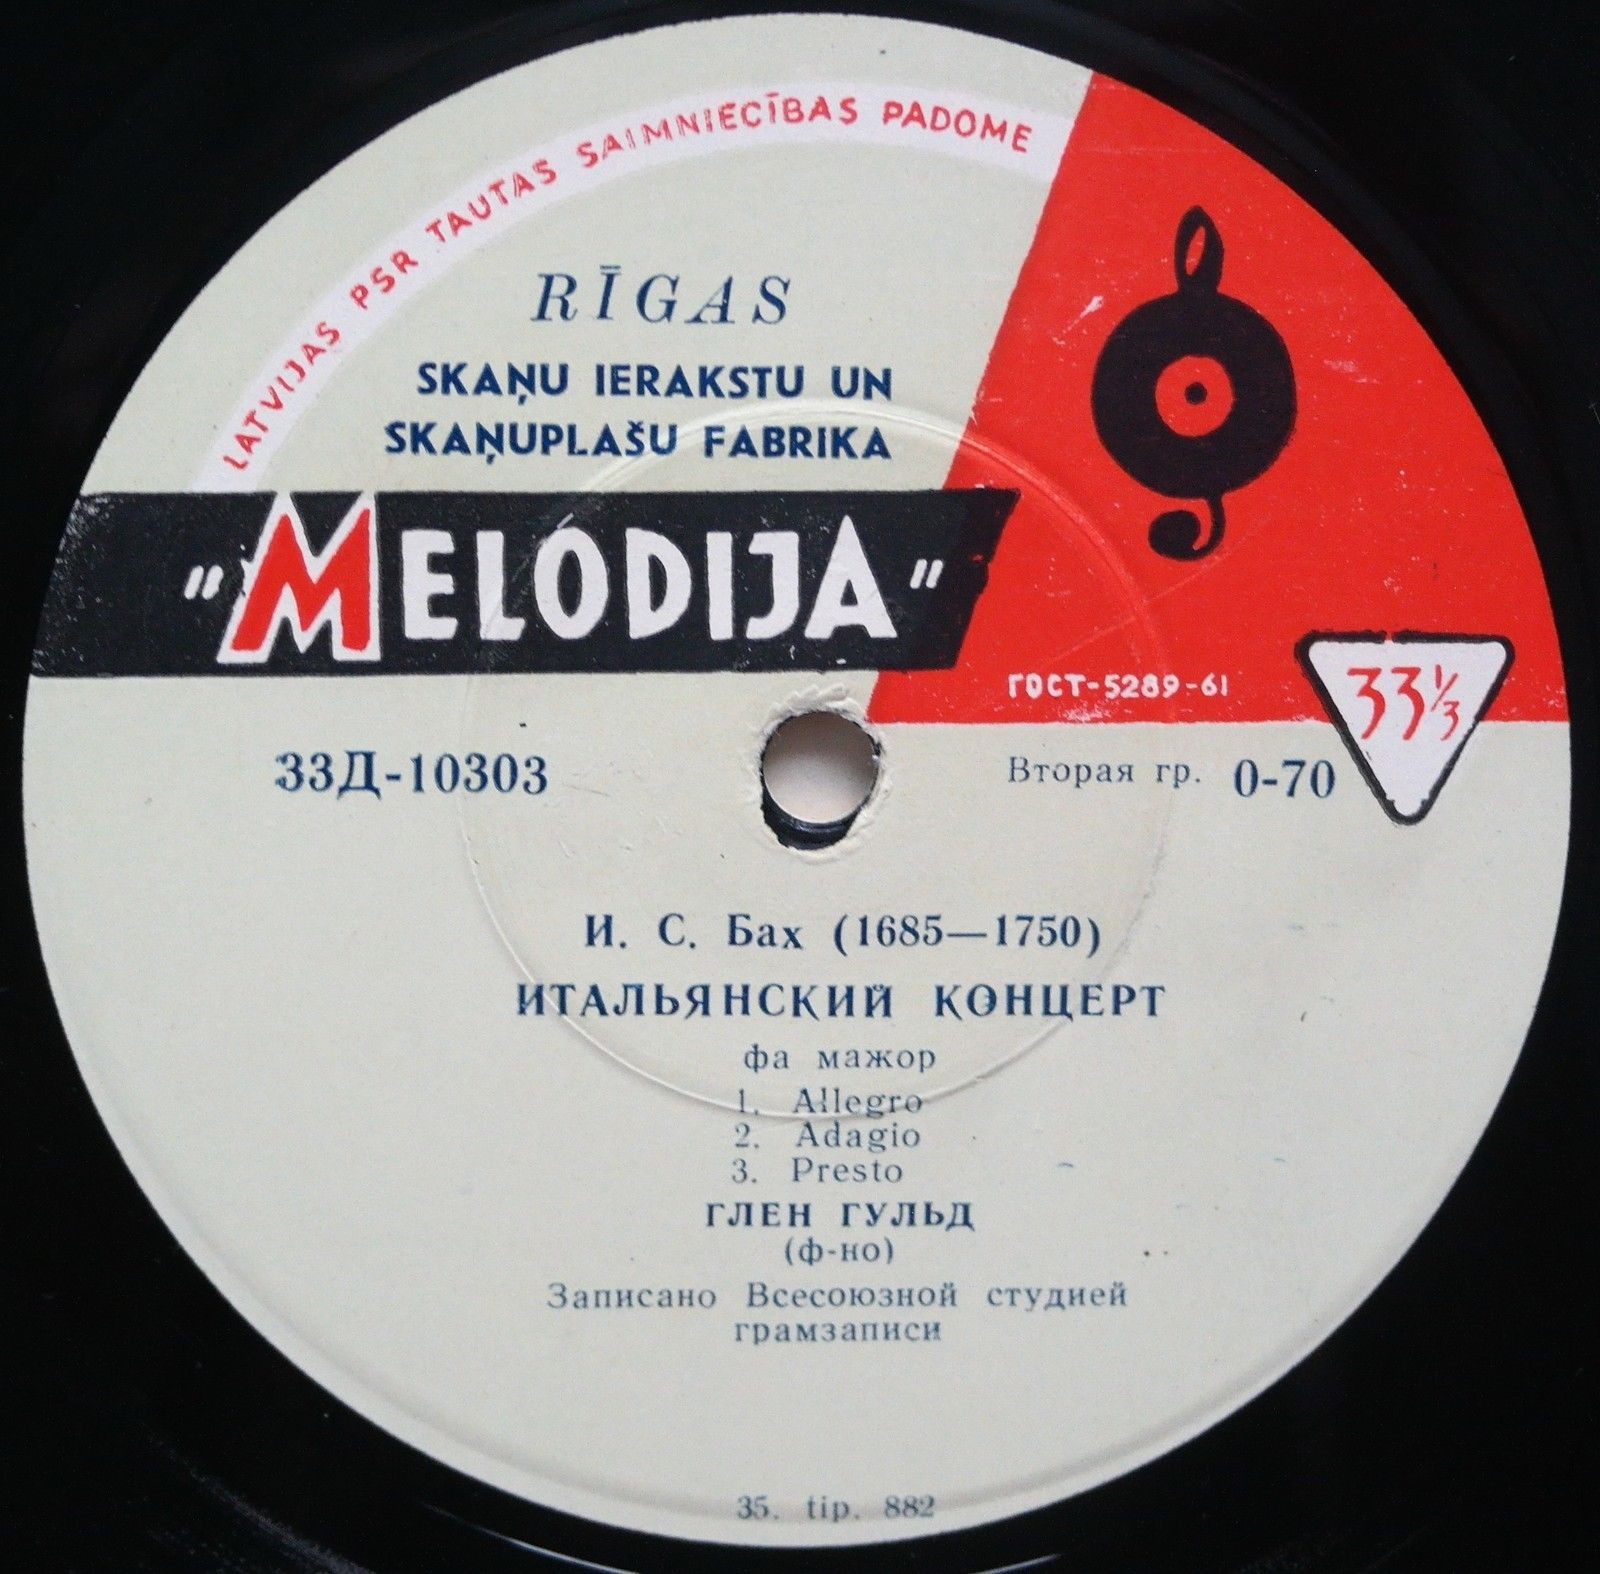 LATVIJAS PSR TAUTAS SAIMNIECĪBAS PADOME
RĪGAS
SKAŅU IERAKSTU UN
SKAŅUPLAŠU FABRIKA
"MELODIJA"
ГОСТ-5289-61
33⅓
33Д-10303
Вторая гр. 0-70
И. С. Бах (1685—1750)
ИТАЛЬЯНСКИЙ КОНЦЕРТ
фа мажор
1. Allegro
2. Adagio
3. Presto
ГЛЕН ГУЛЬД
(ф-но)
Записано Всесоюзной студией
грамзаписи
35. tip. 882